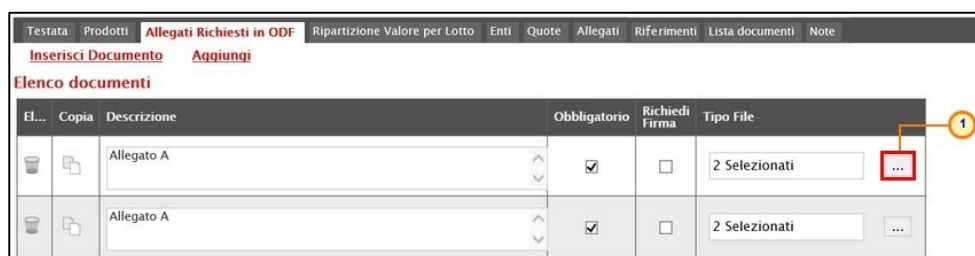 Testata Prodotti Allegati Richiesti in ODF Ripartizione Valore per Lotto Enti Quote Allegati Riferimenti Lista documenti Note
Inserisci Documento Aggiungi
Elenco documenti
El... Copia Descrizione Obbligatorio Richiedi Firma Tipo File
1
Allegato A 2 Selezionati ...
Allegato A 2 Selezionati ...